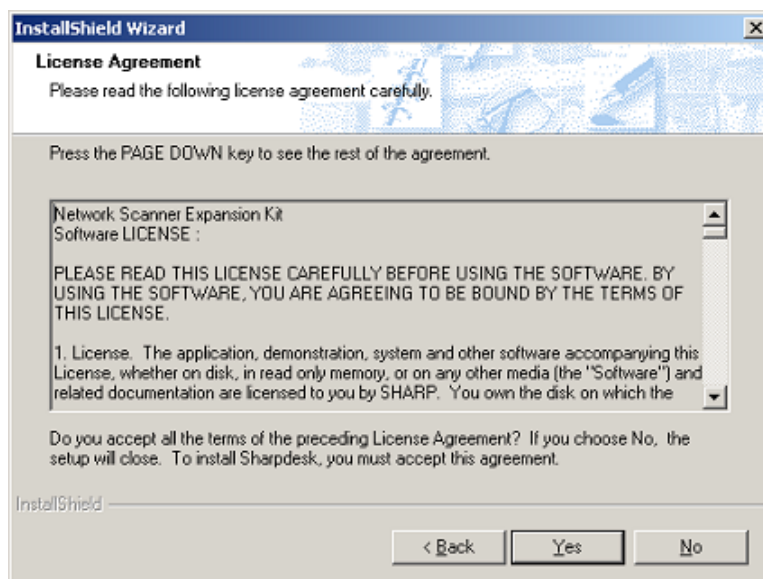 InstallShield Wizard
License Agreement
Please read the following license agreement carefully.
Press the PAGE DOWN key to see the rest of the agreement.
Network Scanner Expansion Kit
Software LICENSE :
PLEASE READ THIS LICENSE CAREFULLY BEFORE USING THE SOFTWARE. BY
USING THE SOFTWARE, YOU ARE AGREEING TO BE BOUND BY THE TERMS OF
THIS LICENSE.
1. License. The application, demonstration, system and other software accompanying this
License, whether on disk, in read only memory, or on any other media (the "Software") and
related documentation are licensed to you by SHARP. You own the disk on which the
Do you accept all the terms of the preceding License Agreement? If you choose No, the
setup will close. To install Sharpdesk, you must accept this agreement.
InstallShield
< Back Yes No